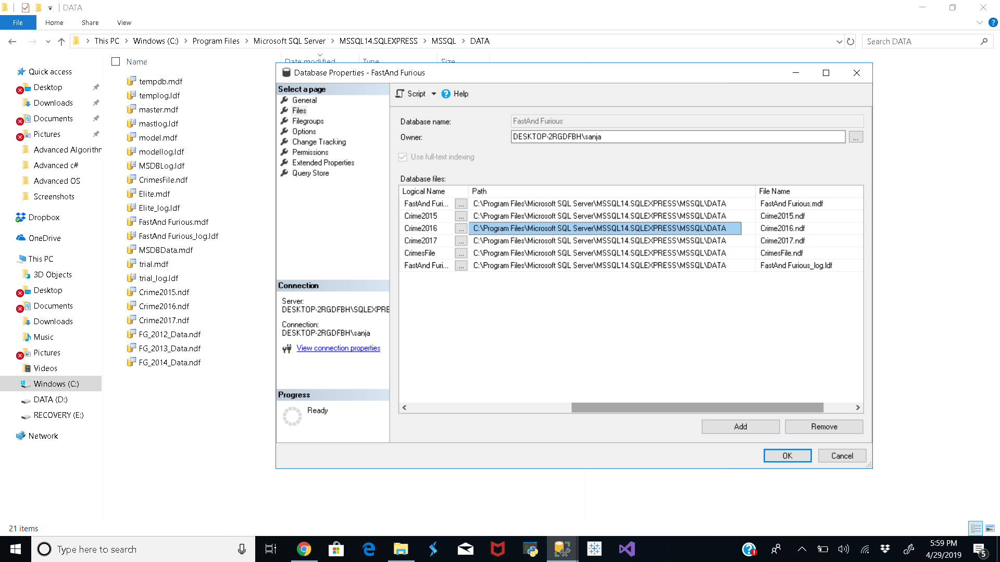 DATA
File Home Share View
This PC > Windows (C:) > Program Files > Microsoft SQL Server > MSSQL14.SQLEXPRESS > MSSQL > DATA
Search DATA
Name
Date modified
Type
Size
Quick access
Desktop
Downloads
Documents
Pictures
Advanced Algorithm
Advanced c#
Advanced OS
Screenshots
Dropbox
OneDrive
This PC
3D Objects
Desktop
Documents
Downloads
Music
Pictures
Videos
Windows (C:)
DATA (D:)
RECOVERY (E:)
Network
tempdb.mdf
templog.ldf
master.mdf
mastlog.ldf
model.mdf
modellog.ldf
MSDBLog.ldf
CrimesFile.ndf
Elite.mdf
Elite_log.ldf
FastAnd Furious.mdf
FastAnd Furious_log.ldf
MSDBData.mdf
trial.mdf
trial_log.ldf
Crime2015.ndf
Crime2016.ndf
Crime2017.ndf
FG_2012_Data.ndf
FG_2013_Data.ndf
FG_2014_Data.ndf
Database Properties - FastAnd Furious
Select a page
General
Files
Filegroups
Options
Change Tracking
Permissions
Extended Properties
Query Store
Connection
Server:
DESKTOP-2RGDFBH\SQLEXPRE
Connection:
DESKTOP-2RGDFBH\sanja
View connection properties
Progress
Ready
Script Help
Database name: FastAnd Furious
Owner: DESKTOP-2RGDFBH\sanja ...
Use full-text indexing
Database files:
Logical Name Path File Name
FastAnd Furi... ... C:\Program Files\Microsoft SQL Server\MSSQL14.SQLEXPRESS\MSSQL\DATA FastAnd Furious.mdf
Crime2015 ... C:\Program Files\Microsoft SQL Server\MSSQL14.SQLEXPRESS\MSSQL\DATA Crime2015.ndf
Crime2016 ... C:\Program Files\Microsoft SQL Server\MSSQL14.SQLEXPRESS\MSSQL\DATA Crime2016.ndf
Crime2017 ... C:\Program Files\Microsoft SQL Server\MSSQL14.SQLEXPRESS\MSSQL\DATA Crime2017.ndf
CrimesFile ... C:\Program Files\Microsoft SQL Server\MSSQL14.SQLEXPRESS\MSSQL\DATA CrimesFile.ndf
FastAnd Furi... ... C:\Program Files\Microsoft SQL Server\MSSQL14.SQLEXPRESS\MSSQL\DATA FastAnd Furious_log.ldf
Add Remove
OK Cancel
21 items
Type here to search
5:59 PM
4/29/2019
5